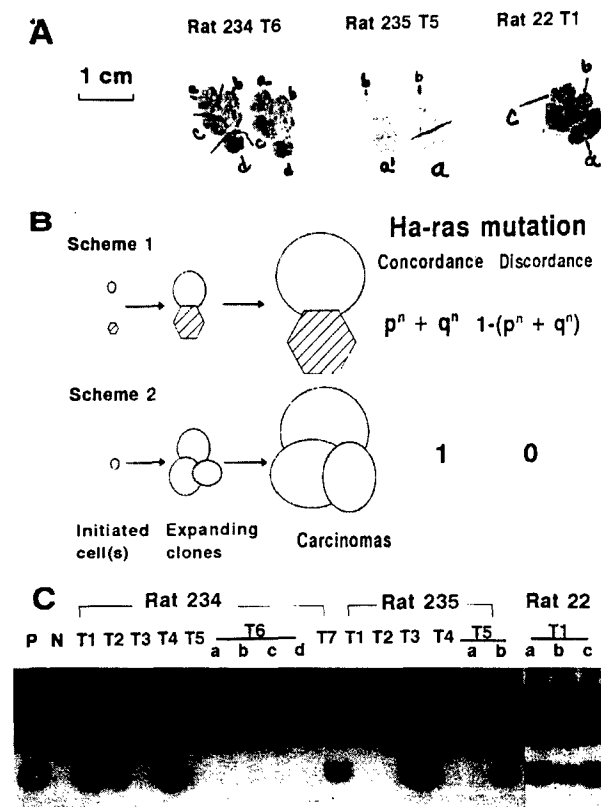 A
Rat 234 T6
Rat 235 T5
Rat 22 T1
1 cm
a b a b
c c
d d
b b
a' a
b
c
a
B
Scheme 1
Ha-ras mutation
Concordance Discordance
pⁿ + qⁿ 1-(pⁿ + qⁿ)
Scheme 2
1 0
Initiated cell(s)
Expanding clones
Carcinomas
C
Rat 234
Rat 235
Rat 22
P N T1 T2 T3 T4 T5 T6 T7 T1 T2 T3 T4 T5 T1
a b c d a b a b c